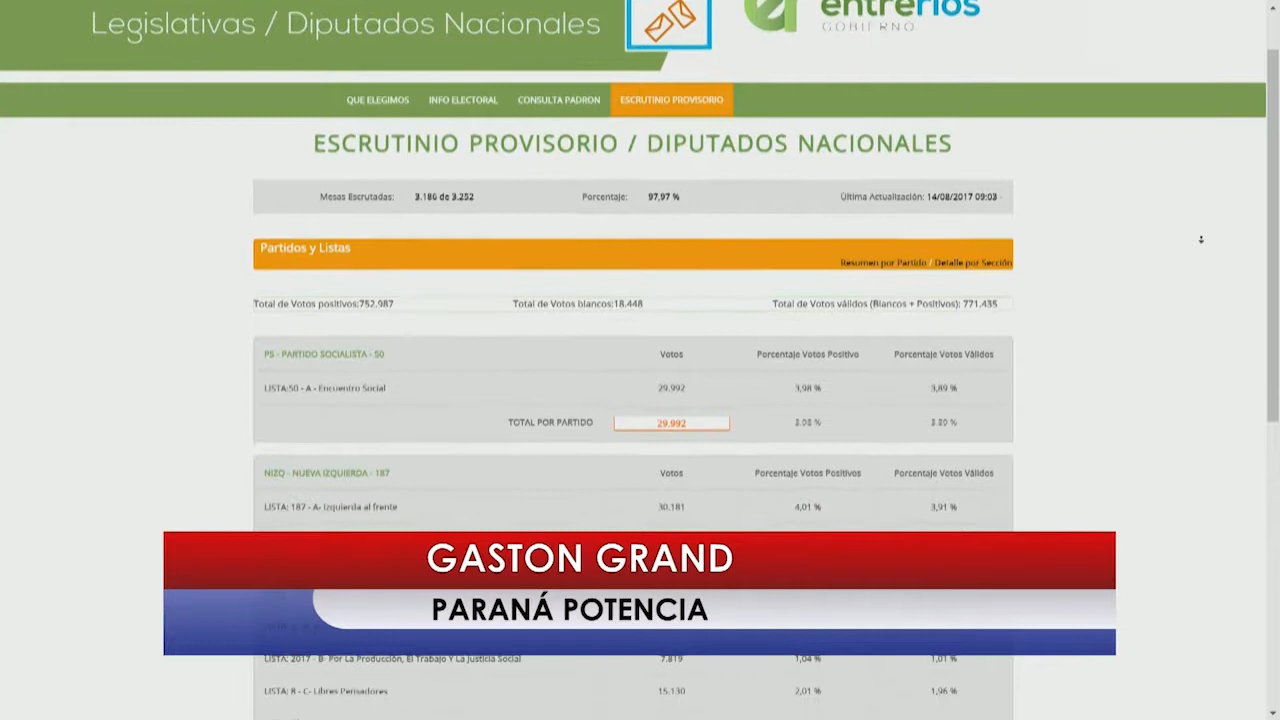 Legislativas / Diputados Nacionales
entrerios
GOBIERNO
QUE ELEGIMOS INFO ELECTORAL CONSULTA PADRON ESCRUTINIO PROVISORIO
ESCRUTINIO PROVISORIO / DIPUTADOS NACIONALES
Mesas Escrutadas: 3.186 de 3.252 Porcentaje: 97,97 % Última Actualización: 14/08/2017 09:03 -
Partidos y Listas
Resumen por Partido / Detalle por Sección
Total de Votos positivos:752.987 Total de Votos blancos:18.448 Total de Votos válidos (Blancos + Positivos): 771.435
PS - PARTIDO SOCIALISTA - 50 Votos Porcentaje Votos Positivo Porcentaje Votos Válidos
LISTA:50 - A - Encuentro Social 29.992 3,98 % 3,89 %
TOTAL POR PARTIDO 29.992
NIZQ - NUEVA IZQUIERDA - 187 Votos Porcentaje Votos Positivos Porcentaje Votos Válidos
LISTA: 187 - A- Izquierda al frente 30.181 4,01 % 3,91 %
GASTON GRAND
PARANÁ POTENCIA
LISTA: 2017 - B- Por La Producción, El Trabajo Y La Justicia Social 7.819 1,04 % 1,01 %
LISTA: 8 - C- Libres Pensadores 15.130 2,01 % 1,96 %